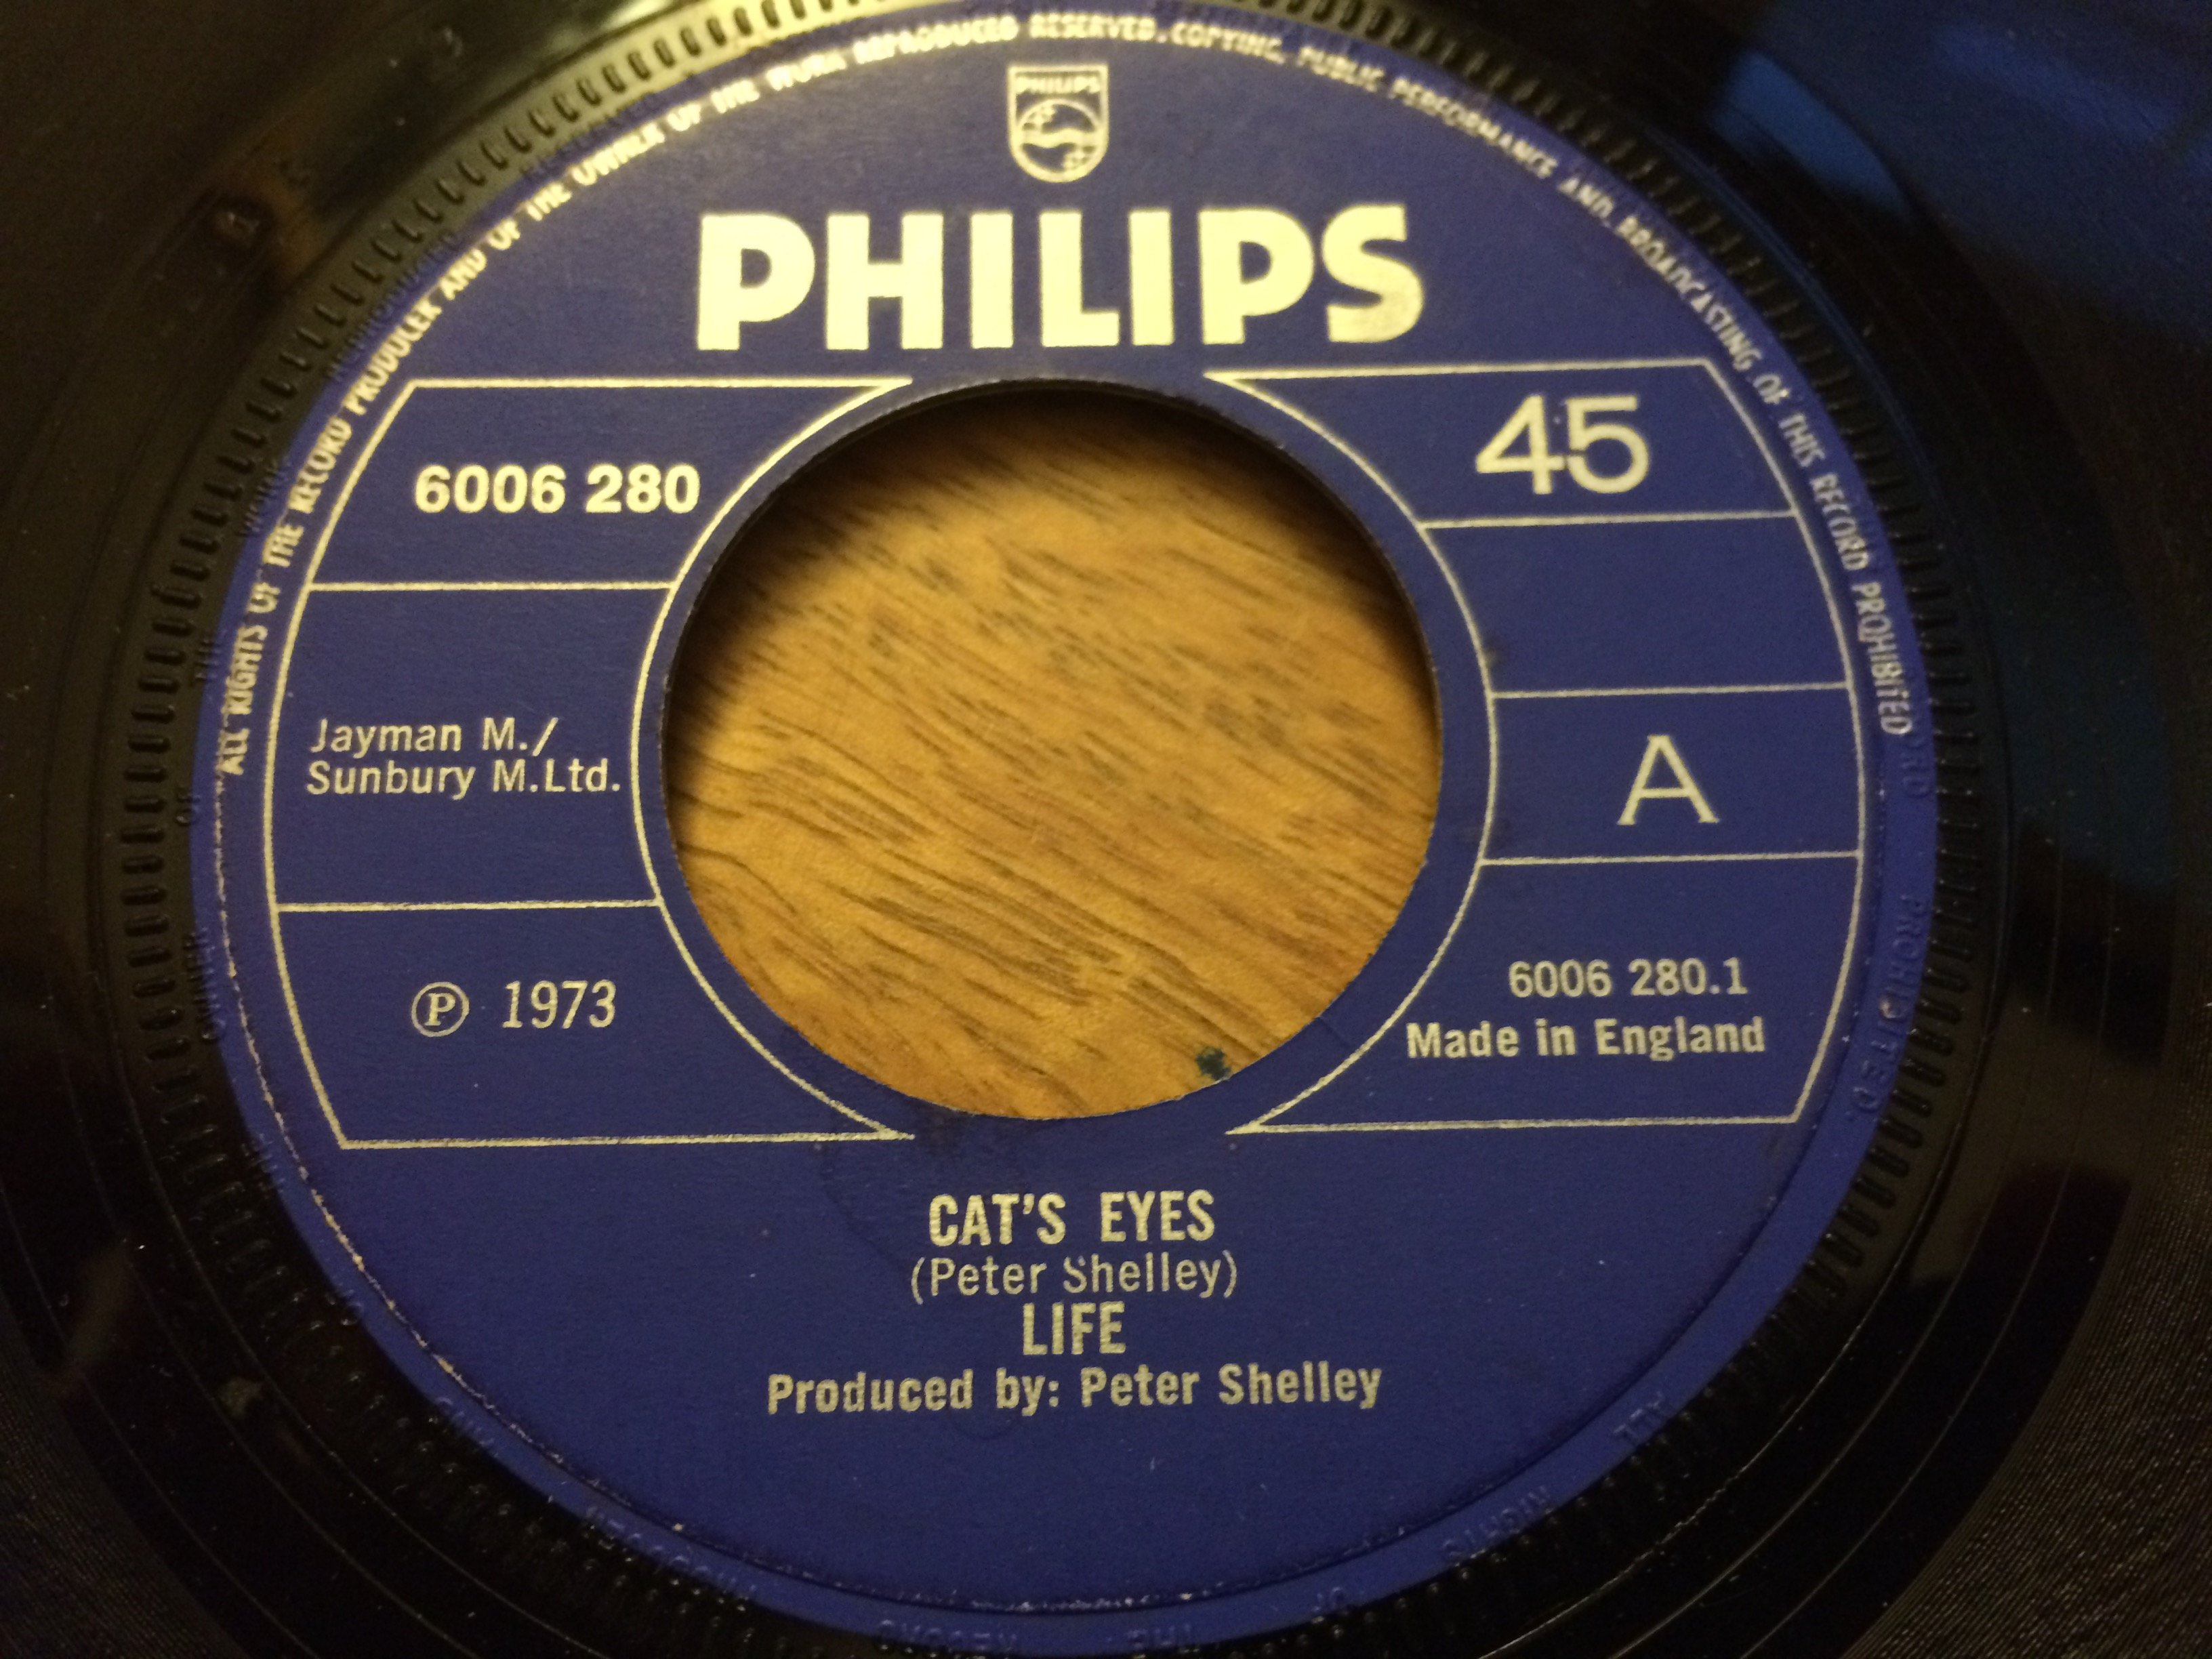 ALL RIGHTS OF THE RECORD PRODUCER AND OF THE OWNER OF THE WORK REPRODUCED RESERVED. COPYING, PUBLIC PERFORMANCE AND BROADCASTING OF THIS RECORD PROHIBITED
PHILIPS
PHILIPS
6006 280
45
Jayman M./
Sunbury M.Ltd.
A
℗ 1973
6006 280.1
Made in England
CAT'S EYES
(Peter Shelley)
LIFE
Produced by: Peter Shelley